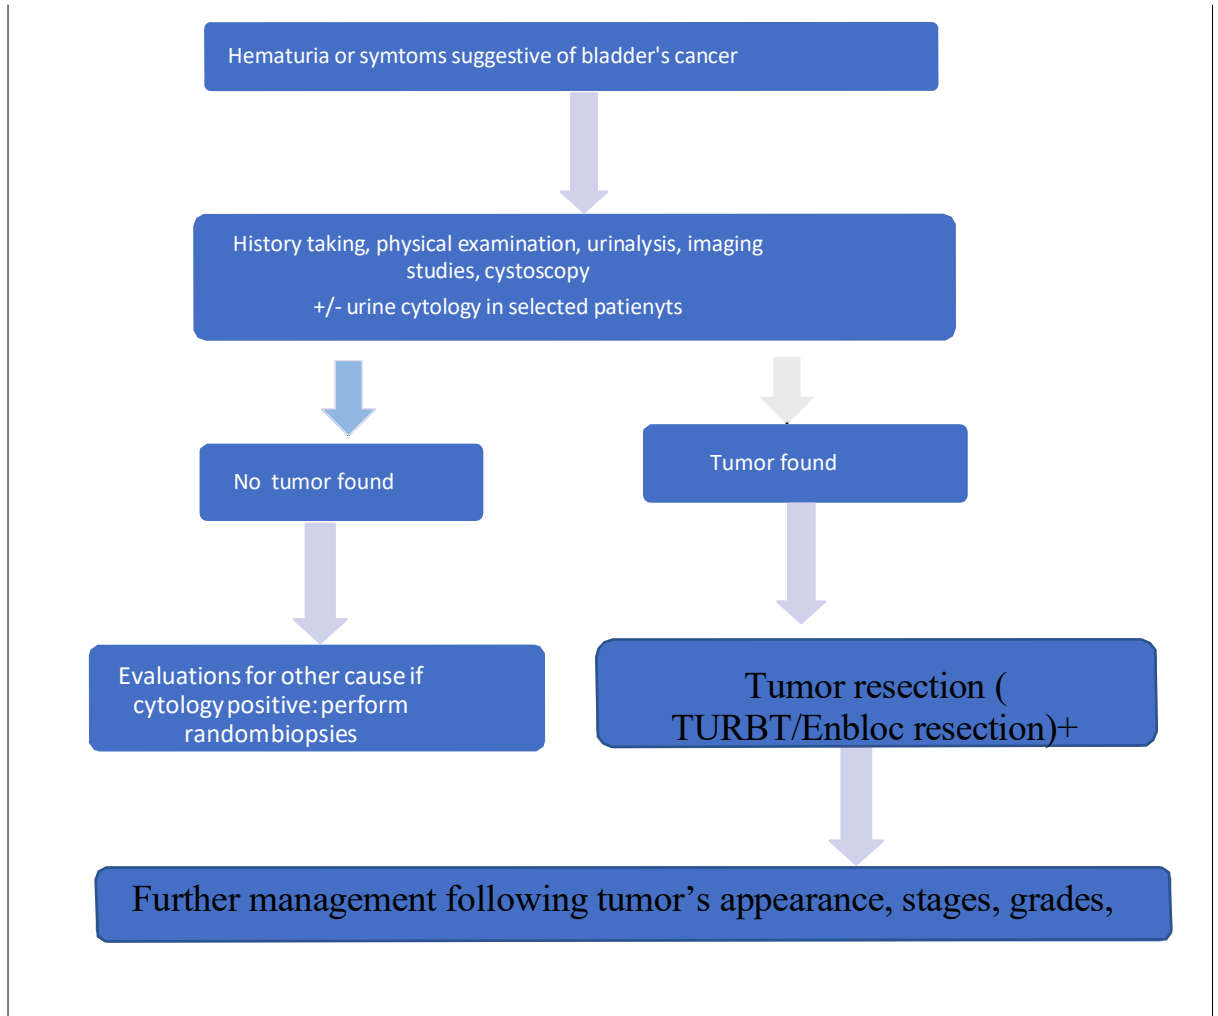 Hematuria or symtoms suggestive of bladder's cancer
History taking, physical examination, urinalysis, imaging
studies, cystoscopy
+/- urine cytology in selected patienyts
No tumor found
Tumor found
Evaluations for other cause if
cytology positive: perform
random biopsies
Tumor resection (
TURBT/Enbloc resection)+
Further management following tumor’s appearance, stages, grades,